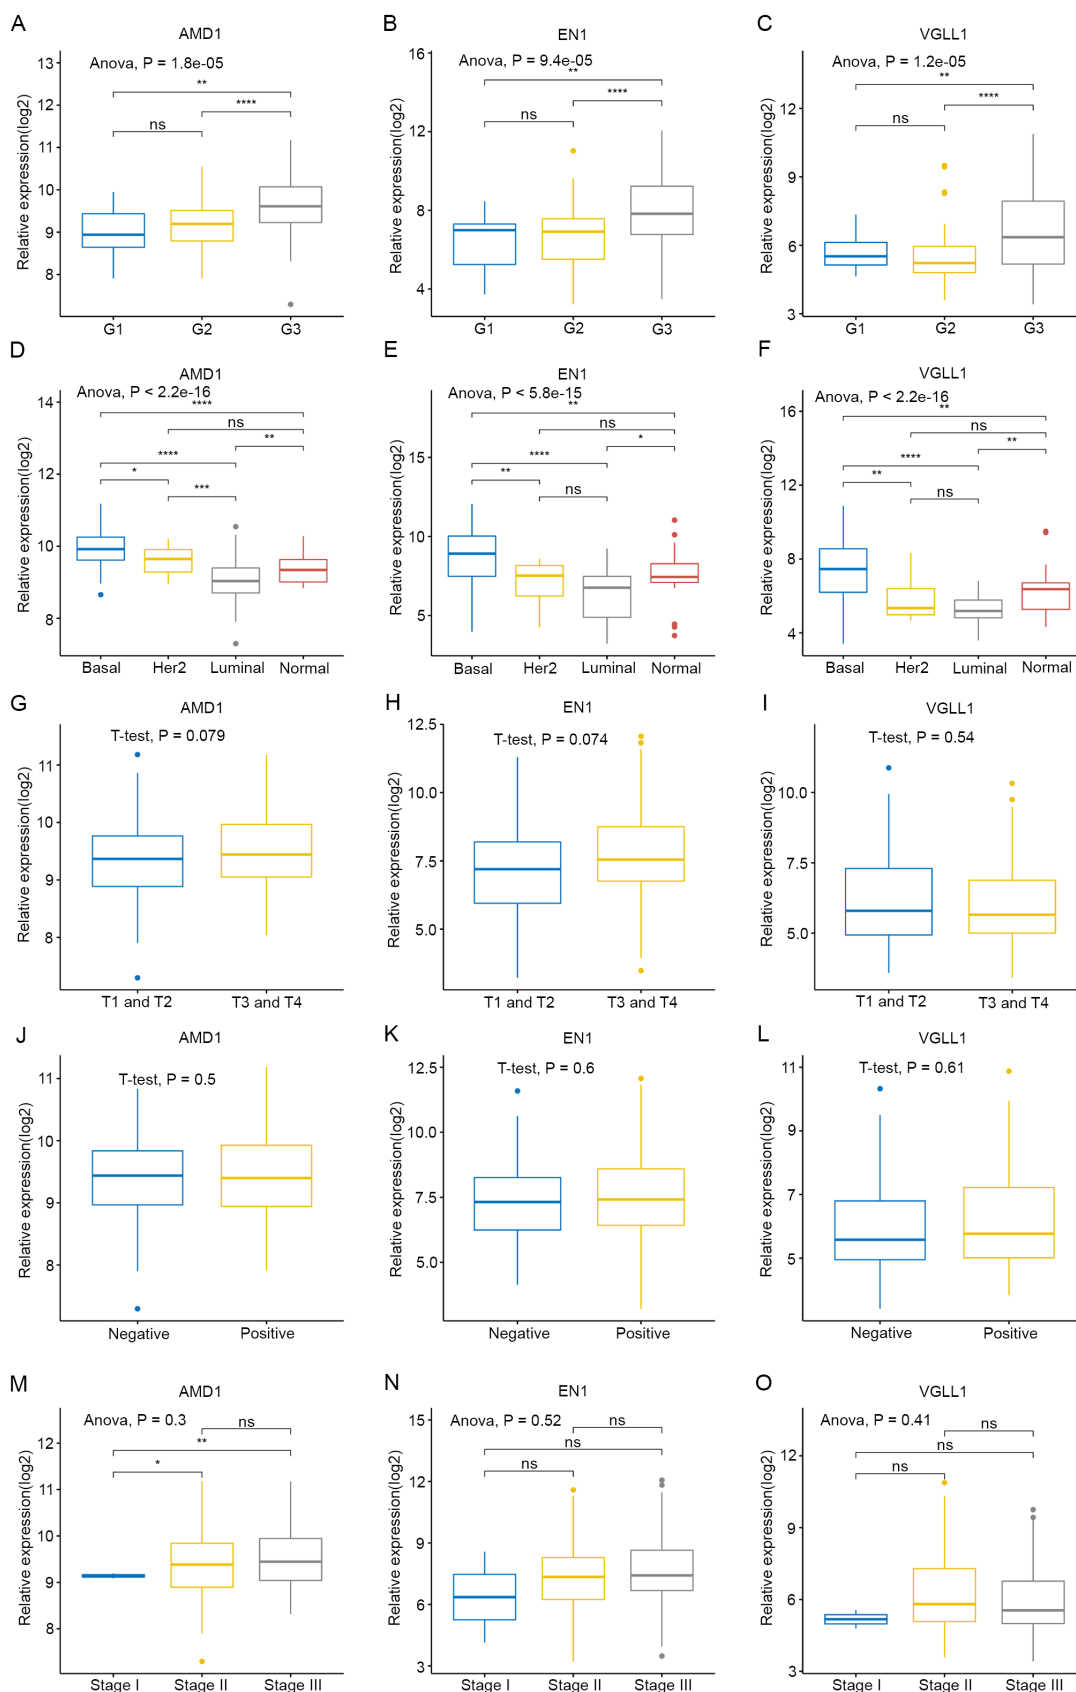 A
AMD1
Anova, P = 1.8e-05
**
****
ns
Relative expression(log2)
13
12
11
10
9
8
G1
G2
G3
B
EN1
Anova, P = 9.4e-05
**
****
ns
Relative expression(log2)
16
12
8
4
G1
G2
G3
C
VGLL1
Anova, P = 1.2e-05
**
****
ns
Relative expression(log2)
12
9
6
3
G1
G2
G3
D
AMD1
Anova, P < 2.2e-16
****
ns
**
****
*
***
Relative expression(log2)
14
12
10
8
Basal
Her2
Luminal
Normal
E
EN1
Anova, P < 5.8e-15
**
ns
*
****
**
ns
Relative expression(log2)
15
10
5
Basal
Her2
Luminal
Normal
F
VGLL1
Anova, P < 2.2e-16
**
ns
**
****
**
ns
Relative expression(log2)
16
12
8
4
Basal
Her2
Luminal
Normal
G
AMD1
T-test, P = 0.079
Relative expression(log2)
11
10
9
8
T1 and T2
T3 and T4
H
EN1
T-test, P = 0.074
Relative expression(log2)
12.5
10.0
7.5
5.0
T1 and T2
T3 and T4
I
VGLL1
T-test, P = 0.54
Relative expression(log2)
10.0
7.5
5.0
T1 and T2
T3 and T4
J
AMD1
T-test, P = 0.5
Relative expression(log2)
11
10
9
8
Negative
Positive
K
EN1
T-test, P = 0.6
Relative expression(log2)
12.5
10.0
7.5
5.0
Negative
Positive
L
VGLL1
T-test, P = 0.61
Relative expression(log2)
11
9
7
5
Negative
Positive
M
AMD1
Anova, P = 0.3
ns
**
*
Relative expression(log2)
12
11
10
9
8
Stage I
Stage II
Stage III
N
EN1
Anova, P = 0.52
ns
ns
ns
Relative expression(log2)
15
12
9
6
3
Stage I
Stage II
Stage III
O
VGLL1
Anova, P = 0.41
ns
ns
ns
Relative expression(log2)
12
9
6
3
Stage I
Stage II
Stage III